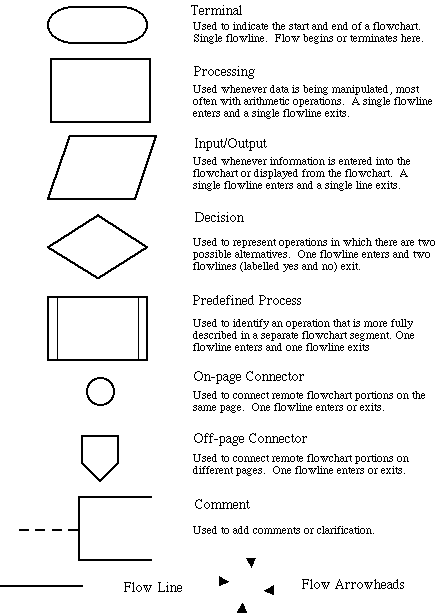 Terminal
Used to indicate the start and end of a flowchart.
Single flowline. Flow begins or terminates here.
Processing
Used whenever data is being manipulated, most
often with arithmetic operations. A single flowline
enters and a single flowline exits.
Input/Output
Used whenever information is entered into the
flowchart or displayed from the flowchart. A
single flowline enters and a single line exits.
Decision
Used to represent operations in which there are two
possible alternatives. One flowline enters and two
flowlines (labelled yes and no) exit.
Predefined Process
Used to identify an operation that is more fully
described in a separate flowchart segment. One
flowline enters and one flowline exits
On-page Connector
Used to connect remote flowchart portions on the
same page. One flowline enters or exits.
Off-page Connector
Used to connect remote flowchart portions on
different pages. One flowline enters or exits.
Comment
Used to add comments or clarification.
Flow Line
Flow Arrowheads